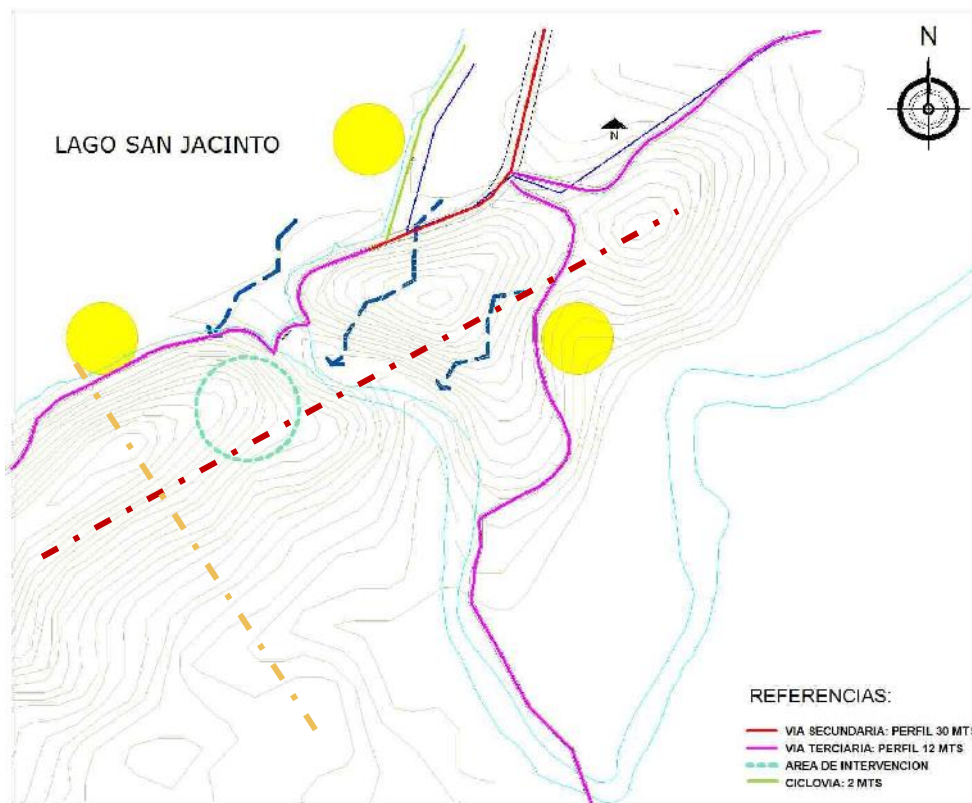 N
LAGO SAN JACINTO
N
REFERENCIAS:
VIA SECUNDARIA: PERFIL 30 MTS
VIA TERCIARIA: PERFIL 12 MTS
AREA DE INTERVENCION
CICLOVIA: 2 MTS